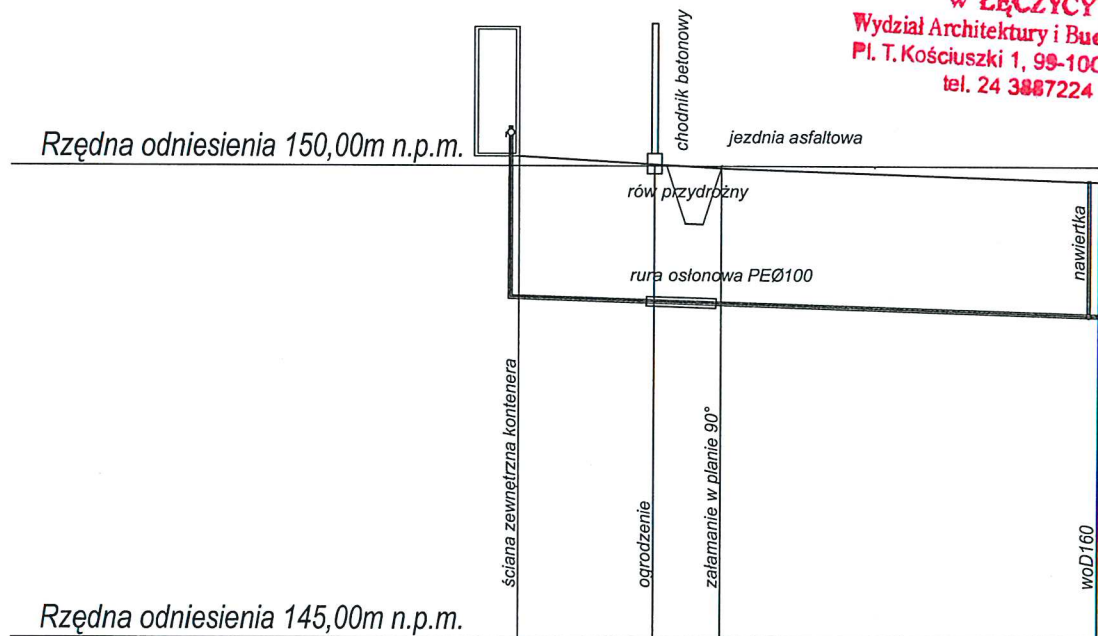 w ŁĘCZYCY
Wydział Architektury i Bu
Pl. T. Kościuszki 1, 99-100
tel. 24 3887224
chodnik betonowy
Rzędna odniesienia 150,00m n.p.m.
jezdnia asfaltowa
rów przydrożny
nawiertka
rura osłonowa PEØ100
ściana zewnętrzna kontenera
ogrodzenie
załamanie w planie 90°
woD160
Rzędna odniesienia 145,00m n.p.m.